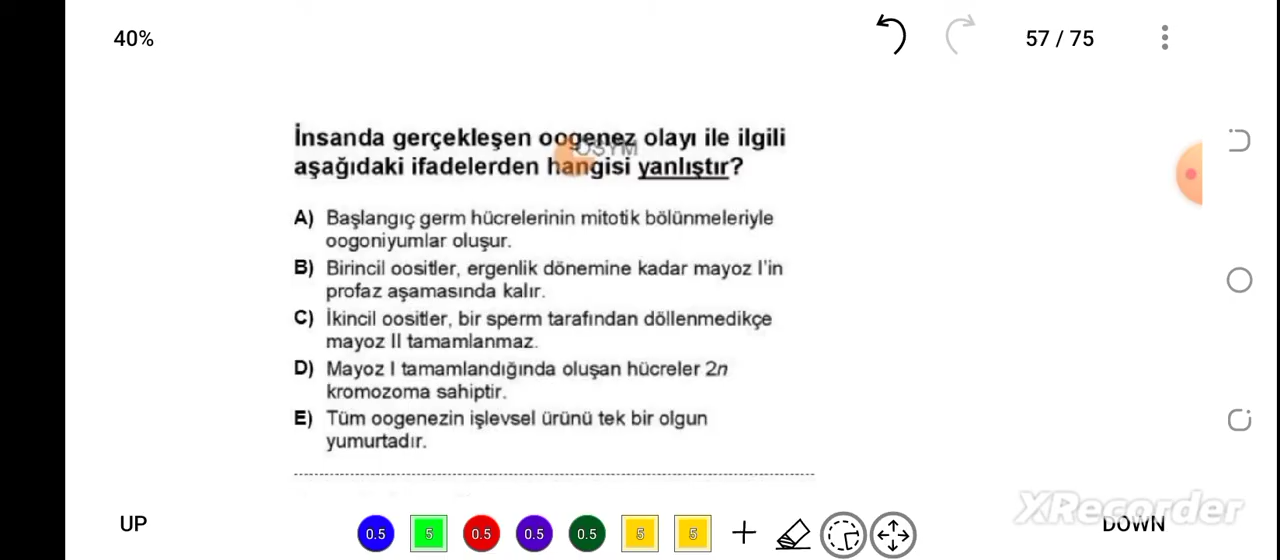 40%
57 / 75
İnsanda gerçekleşen oogenez olayı ile ilgili
ÖSYM
aşağıdaki ifadelerden hangisi yanlıştır?
A) Başlangıç germ hücrelerinin mitotik bölünmeleriyle
oogoniyumlar oluşur.
B) Birincil oositler, ergenlik dönemine kadar mayoz I'in
profaz aşamasında kalır.
C) İkincil oositler, bir sperm tarafından döllenmedikçe
mayoz II tamamlanmaz.
D) Mayoz I tamamlandığında oluşan hücreler 2n
kromozoma sahiptir.
E) Tüm oogenezin işlevsel ürünü tek bir olgun
yumurtadır.
XRecorder
UP
DOWN
0.5 5 0.5 0.5 0.5 5 5